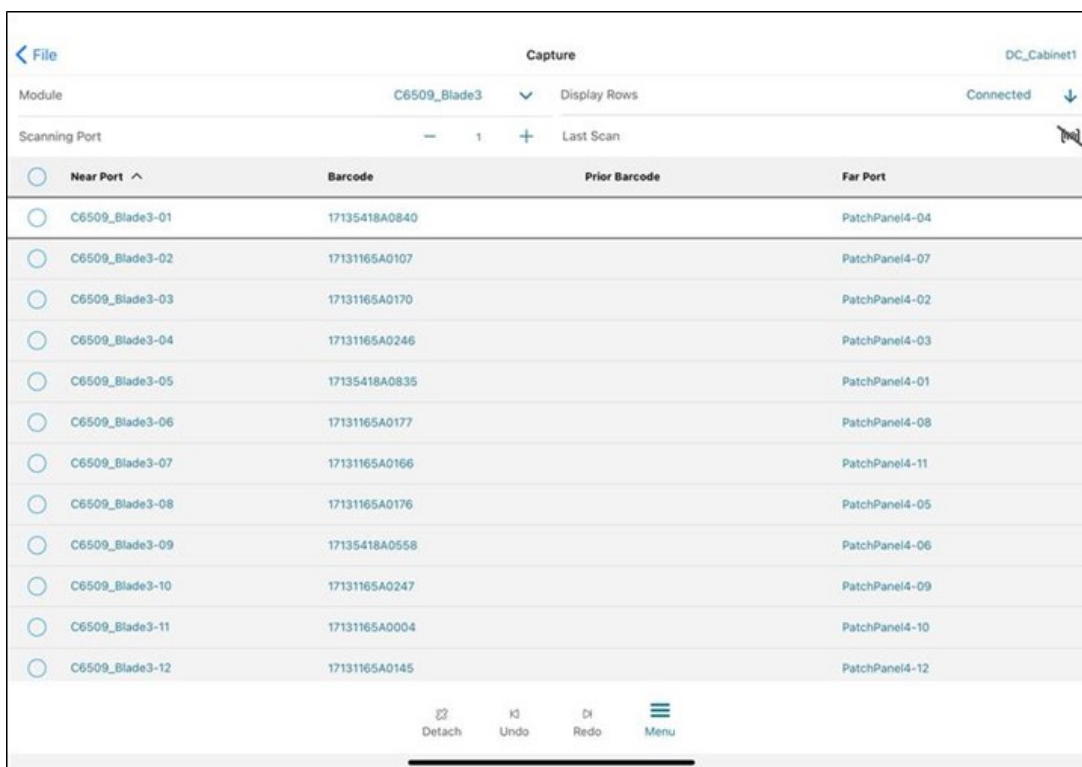 File Capture DC_Cabinet1
Module C6509_Blade3 Display Rows Connected
Scanning Port 1 Last Scan
Near Port Barcode Prior Barcode Far Port
C6509_Blade3-01 17135418A0840 PatchPanel4-04
C6509_Blade3-02 17131165A0107 PatchPanel4-07
C6509_Blade3-03 17131165A0170 PatchPanel4-02
C6509_Blade3-04 17131165A0246 PatchPanel4-03
C6509_Blade3-05 17135418A0835 PatchPanel4-01
C6509_Blade3-06 17131165A0177 PatchPanel4-08
C6509_Blade3-07 17131165A0166 PatchPanel4-11
C6509_Blade3-08 17131165A0176 PatchPanel4-05
C6509_Blade3-09 17135418A0558 PatchPanel4-06
C6509_Blade3-10 17131165A0247 PatchPanel4-09
C6509_Blade3-11 17131165A0004 PatchPanel4-10
C6509_Blade3-12 17131165A0145 PatchPanel4-12
Detach Undo Redo Menu